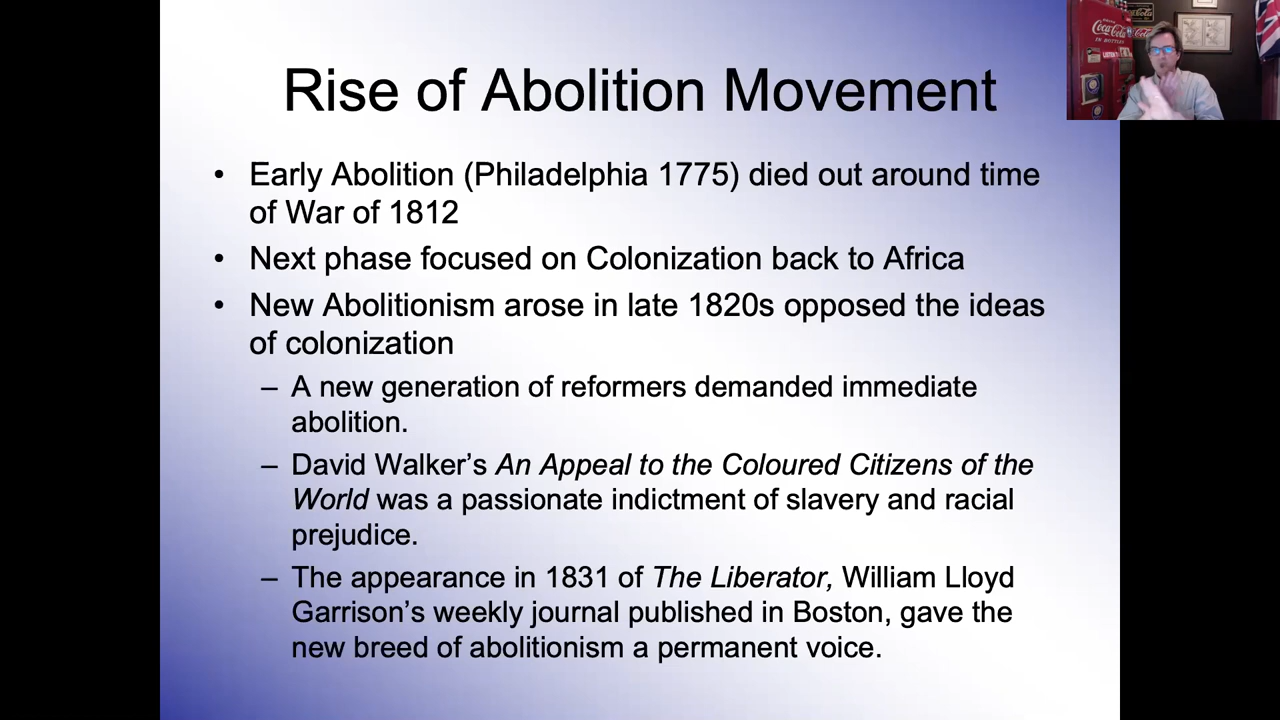 Rise of Abolition Movement
• Early Abolition (Philadelphia 1775) died out around time
of War of 1812
• Next phase focused on Colonization back to Africa
• New Abolitionism arose in late 1820s opposed the ideas
of colonization
– A new generation of reformers demanded immediate
abolition.
– David Walker’s An Appeal to the Coloured Citizens of the
World was a passionate indictment of slavery and racial
prejudice.
– The appearance in 1831 of The Liberator, William Lloyd
Garrison’s weekly journal published in Boston, gave the
new breed of abolitionism a permanent voice.
Coca-Cola
IN BOTTLES